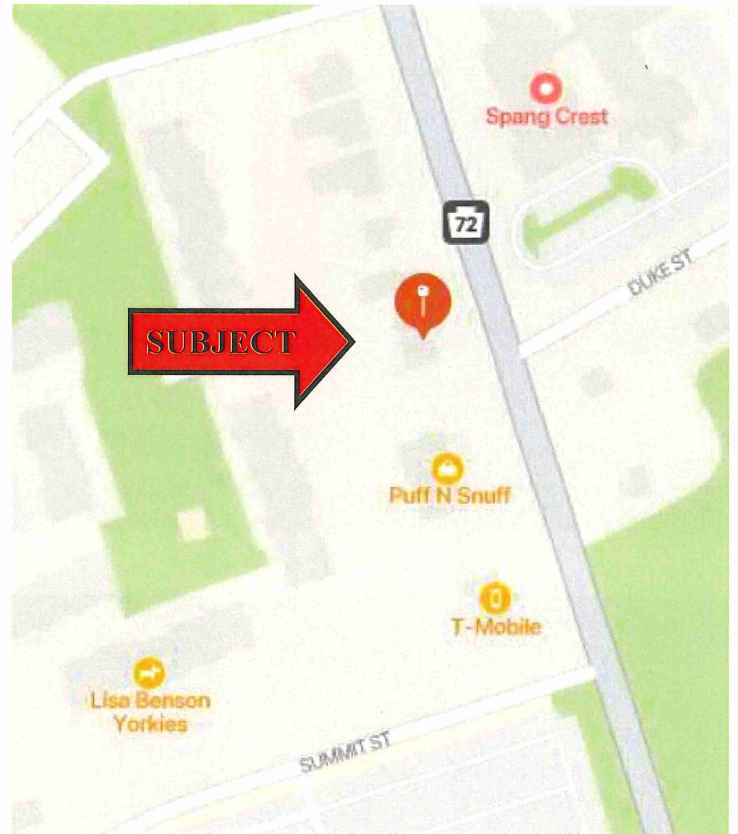 Spang Crest
72
DUKE ST
SUBJECT
Puff N Snuff
T-Mobile
Lisa Benson
Yorkies
SUMMIT ST